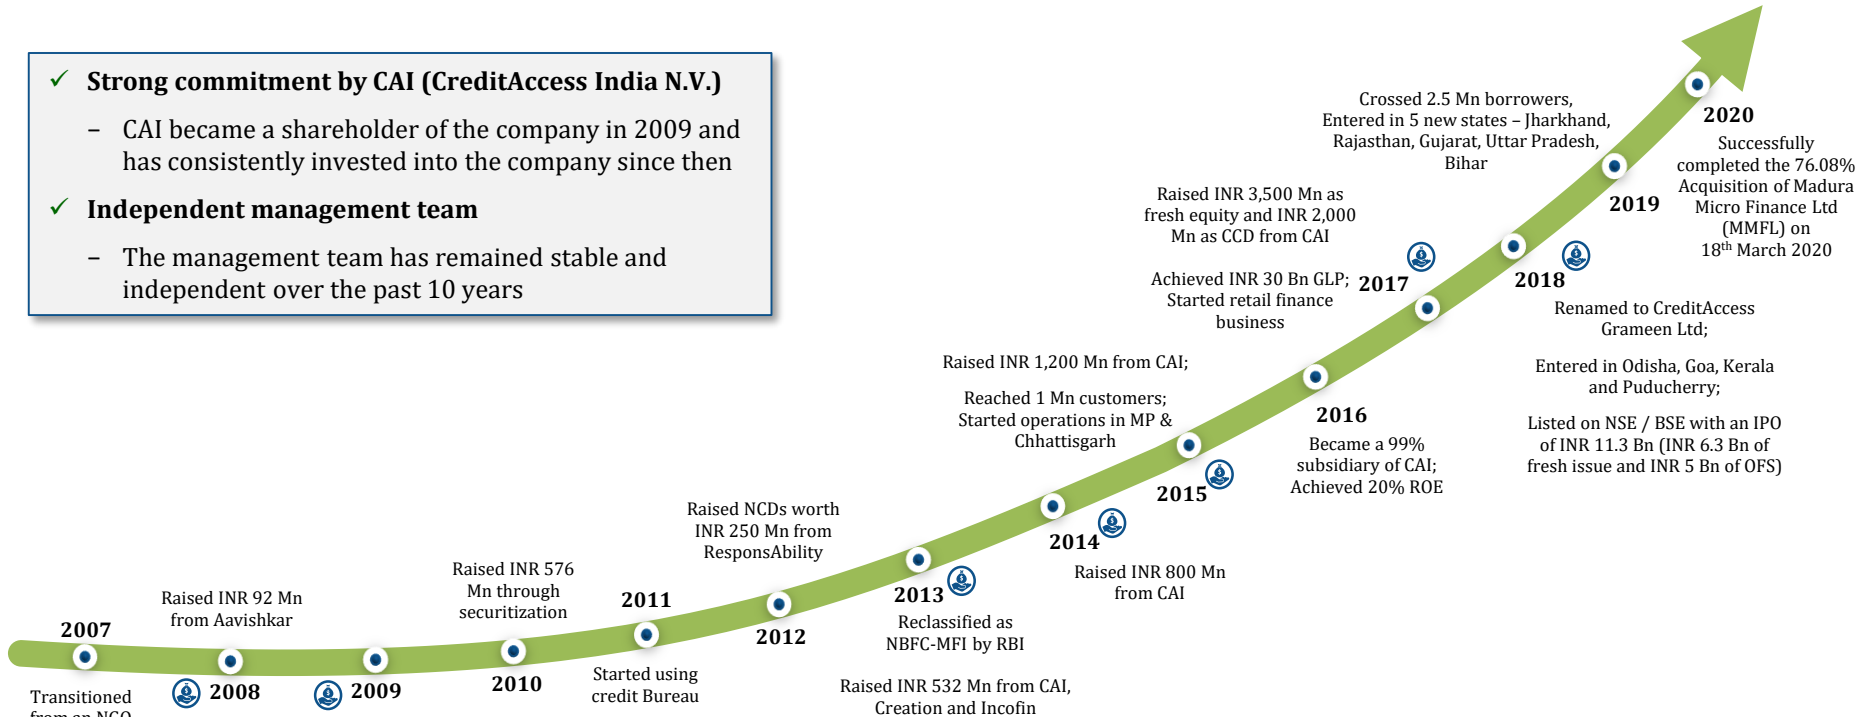 ✓ Strong commitment by CAI (CreditAccess India N.V.)
– CAI became a shareholder of the company in 2009 and
has consistently invested into the company since then
✓ Independent management team
– The management team has remained stable and
independent over the past 10 years
2007
Transitioned
from an NGO
Raised INR 92 Mn
from Aavishkar
2008
2009
Raised INR 576
Mn through
securitization
2010
2011
Started using
credit Bureau
Raised NCDs worth
INR 250 Mn from
ResponsAbility
2012
2013
Reclassified as
NBFC-MFI by RBI
Raised INR 532 Mn from CAI,
Creation and Incofin
2014
Raised INR 800 Mn
from CAI
Raised INR 1,200 Mn from CAI;
Reached 1 Mn customers;
Started operations in MP &
Chhattisgarh
2015
2016
Became a 99%
subsidiary of CAI;
Achieved 20% ROE
Raised INR 3,500 Mn as
fresh equity and INR 2,000
Mn as CCD from CAI
Achieved INR 30 Bn GLP;
Started retail finance
business
2017
2018
Renamed to CreditAccess
Grameen Ltd;
Entered in Odisha, Goa, Kerala
and Puducherry;
Listed on NSE / BSE with an IPO
of INR 11.3 Bn (INR 6.3 Bn of
fresh issue and INR 5 Bn of OFS)
Crossed 2.5 Mn borrowers,
Entered in 5 new states – Jharkhand,
Rajasthan, Gujarat, Uttar Pradesh,
Bihar
2019
2020
Successfully
completed the 76.08%
Acquisition of Madura
Micro Finance Ltd
(MMFL) on
18th March 2020